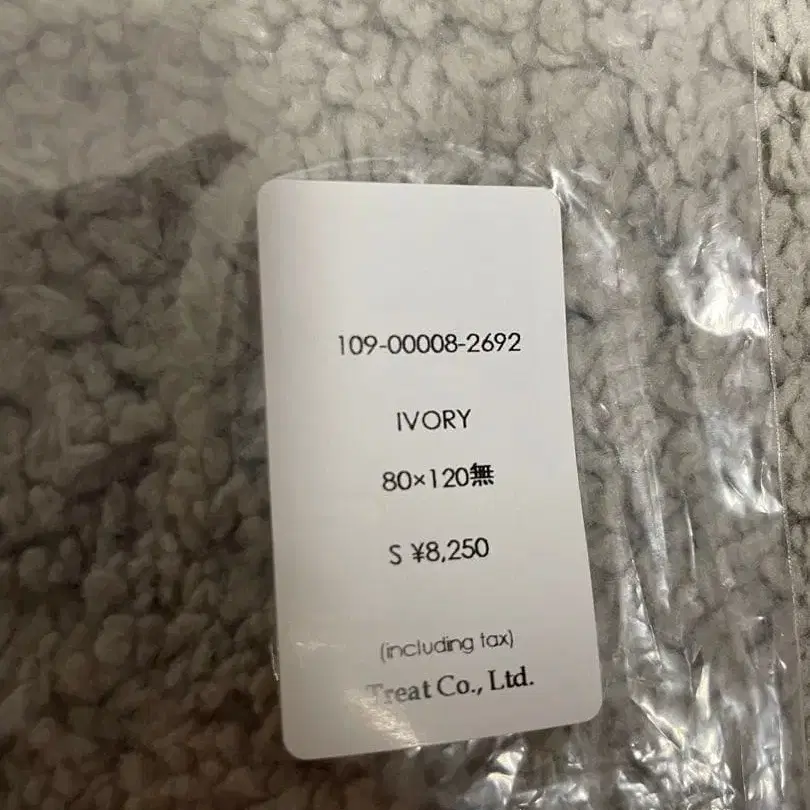 109-00008-2692
IVORY
80×120無
S ¥8,250
(including tax)
Treat Co., Ltd.